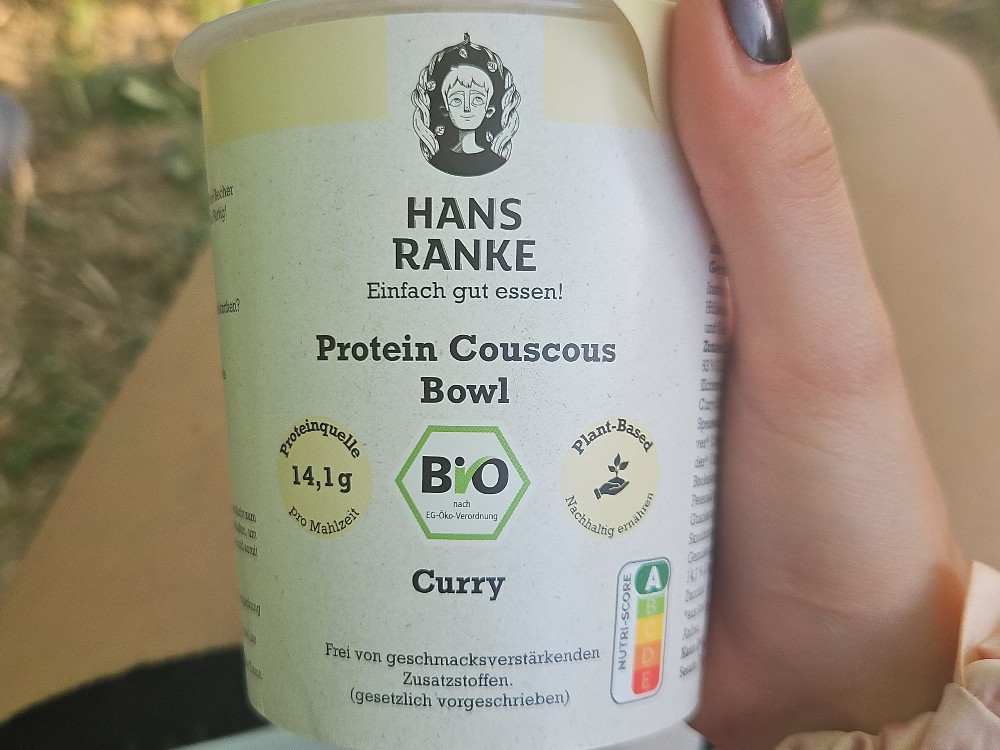 HANS
RANKE
Einfach gut essen!
Protein Couscous
Bowl
Proteinquelle
14,1g
pro Mahlzeit
BiO
nach
EG-Öko-Verordnung
Plant-Based
Nachhaltig ernähren
Curry
NUTRI-SCORE
A
B
C
D
E
Frei von geschmacksverstärkenden
Zusatzstoffen.
(gesetzlich vorgeschrieben)